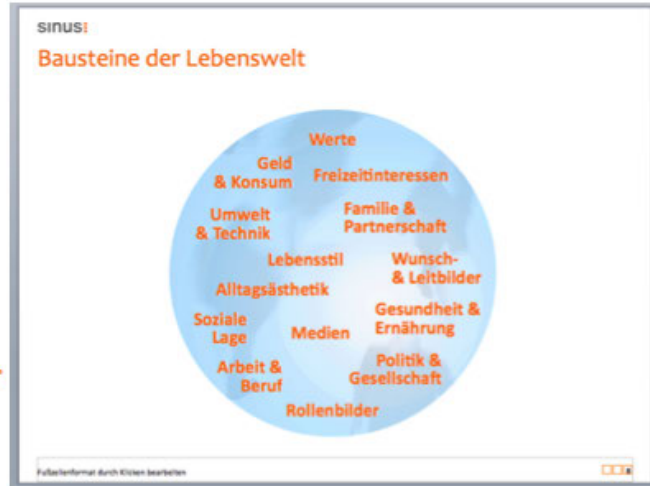 sinus:
Bausteine der Lebenswelt
Werte
Geld
& Konsum
Freizeitinteressen
Umwelt
& Technik
Familie &
Partnerschaft
Lebensstil
Wunsch-
& Leitbilder
Alltagsästhetik
Gesundheit &
Ernährung
Soziale
Lage
Medien
Politik &
Gesellschaft
Arbeit &
Beruf
Rollenbilder
Fußzeilenformat durch Klicken bearbeiten